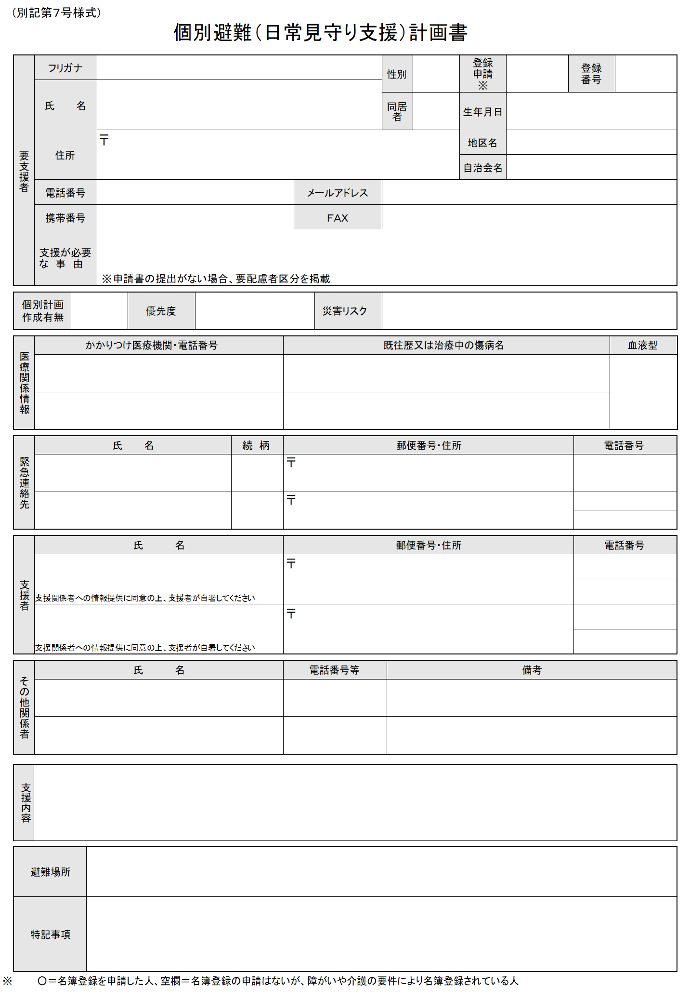 （別記第７号様式）
個別避難（日常見守り支援）計画書
要支援者
フリガナ
性別
登録
申請
※
登録
番号
氏　　名
同居
者
生年月日
住所
〒
地区名
自治会名
電話番号
メールアドレス
携帯番号
FAX
支援が必要
な 事 由
※申請書の提出がない場合、要配慮者区分を掲載
個別計画
作成有無
優先度
災害リスク
医療関係情報
かかりつけ医療機関・電話番号
既往歴又は治療中の傷病名
血液型
緊急連絡先
氏　　名
続 柄
郵便番号・住所
電話番号
〒
〒
支援者
氏　　　名
郵便番号・住所
電話番号
〒
支援関係者への情報提供に同意の上、支援者が自署してください
〒
支援関係者への情報提供に同意の上、支援者が自署してください
その他関係者
氏　　　名
電話番号等
備考
支援内容
避難場所
特記事項
※　　〇＝名簿登録を申請した人、空欄＝名簿登録の申請はないが、障がいや介護の要件により名簿登録されている人